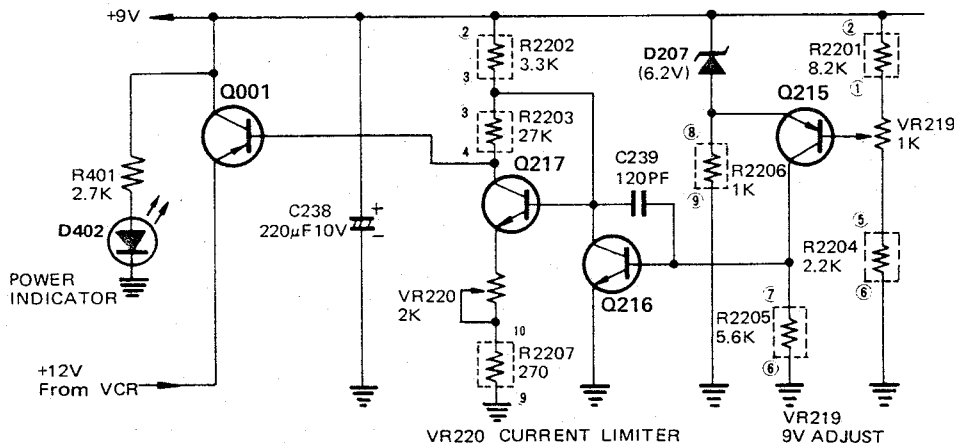 +9V
Q001
R401
2.7K
D402
POWER
INDICATOR
+12V
From VCR
C238
220μF10V
+
−
2
R2202
3.3K
3
3
R2203
27K
4
Q217
VR220
2K
10
R2207
270
9
VR220 CURRENT LIMITER
C239
120PF
Q216
D207
(6.2V)
⑧
R2206
1K
⑨
Q215
②
R2201
8.2K
①
VR219
1K
⑤
R2204
2.2K
⑥
⑦
R2205
5.6K
⑥
VR219
9V ADJUST